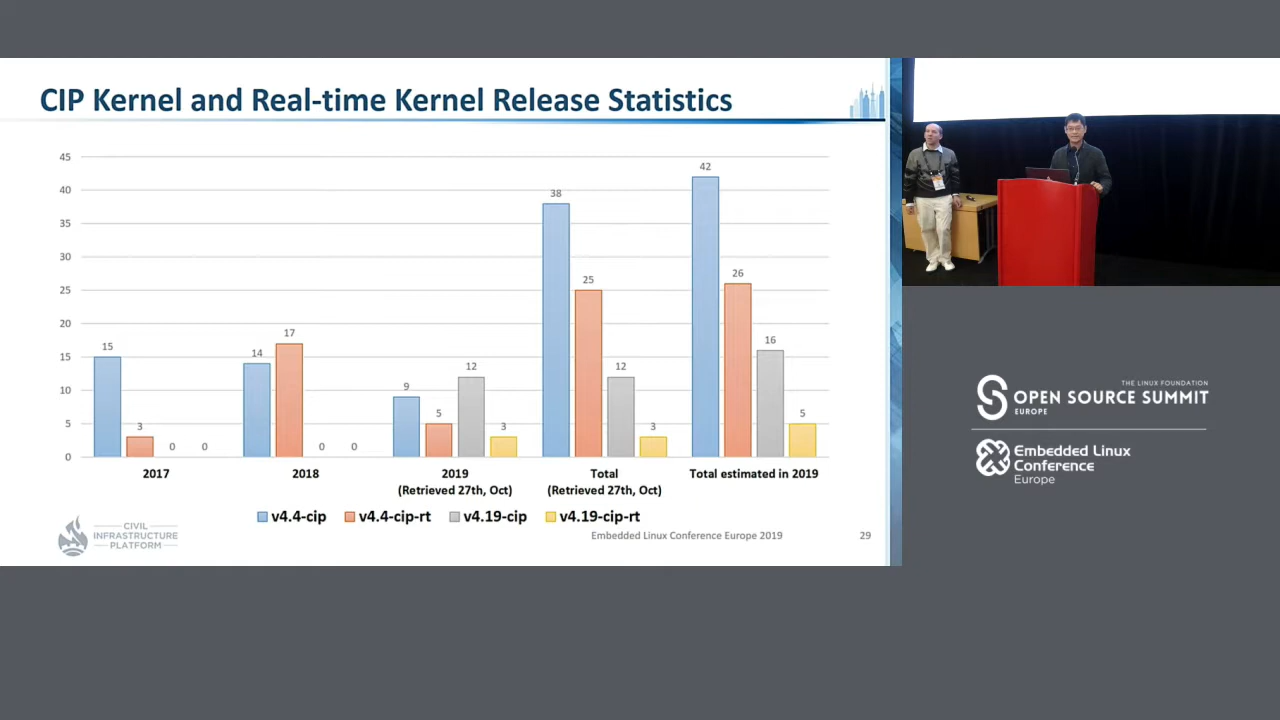 CIP Kernel and Real-time Kernel Release Statistics
45
40
35
30
25
20
15
10
5
0
15
3
0
0
14
17
0
0
9
5
12
3
38
25
12
3
42
26
16
5
2017
2018
2019
(Retrieved 27th, Oct)
Total
(Retrieved 27th, Oct)
Total estimated in 2019
v4.4-cip
v4.4-cip-rt
v4.19-cip
v4.19-cip-rt
CIVIL
INFRASTRUCTURE
PLATFORM
Embedded Linux Conference Europe 2019
29
THE LINUX FOUNDATION
OPEN SOURCE SUMMIT
EUROPE
Embedded Linux
Conference
Europe